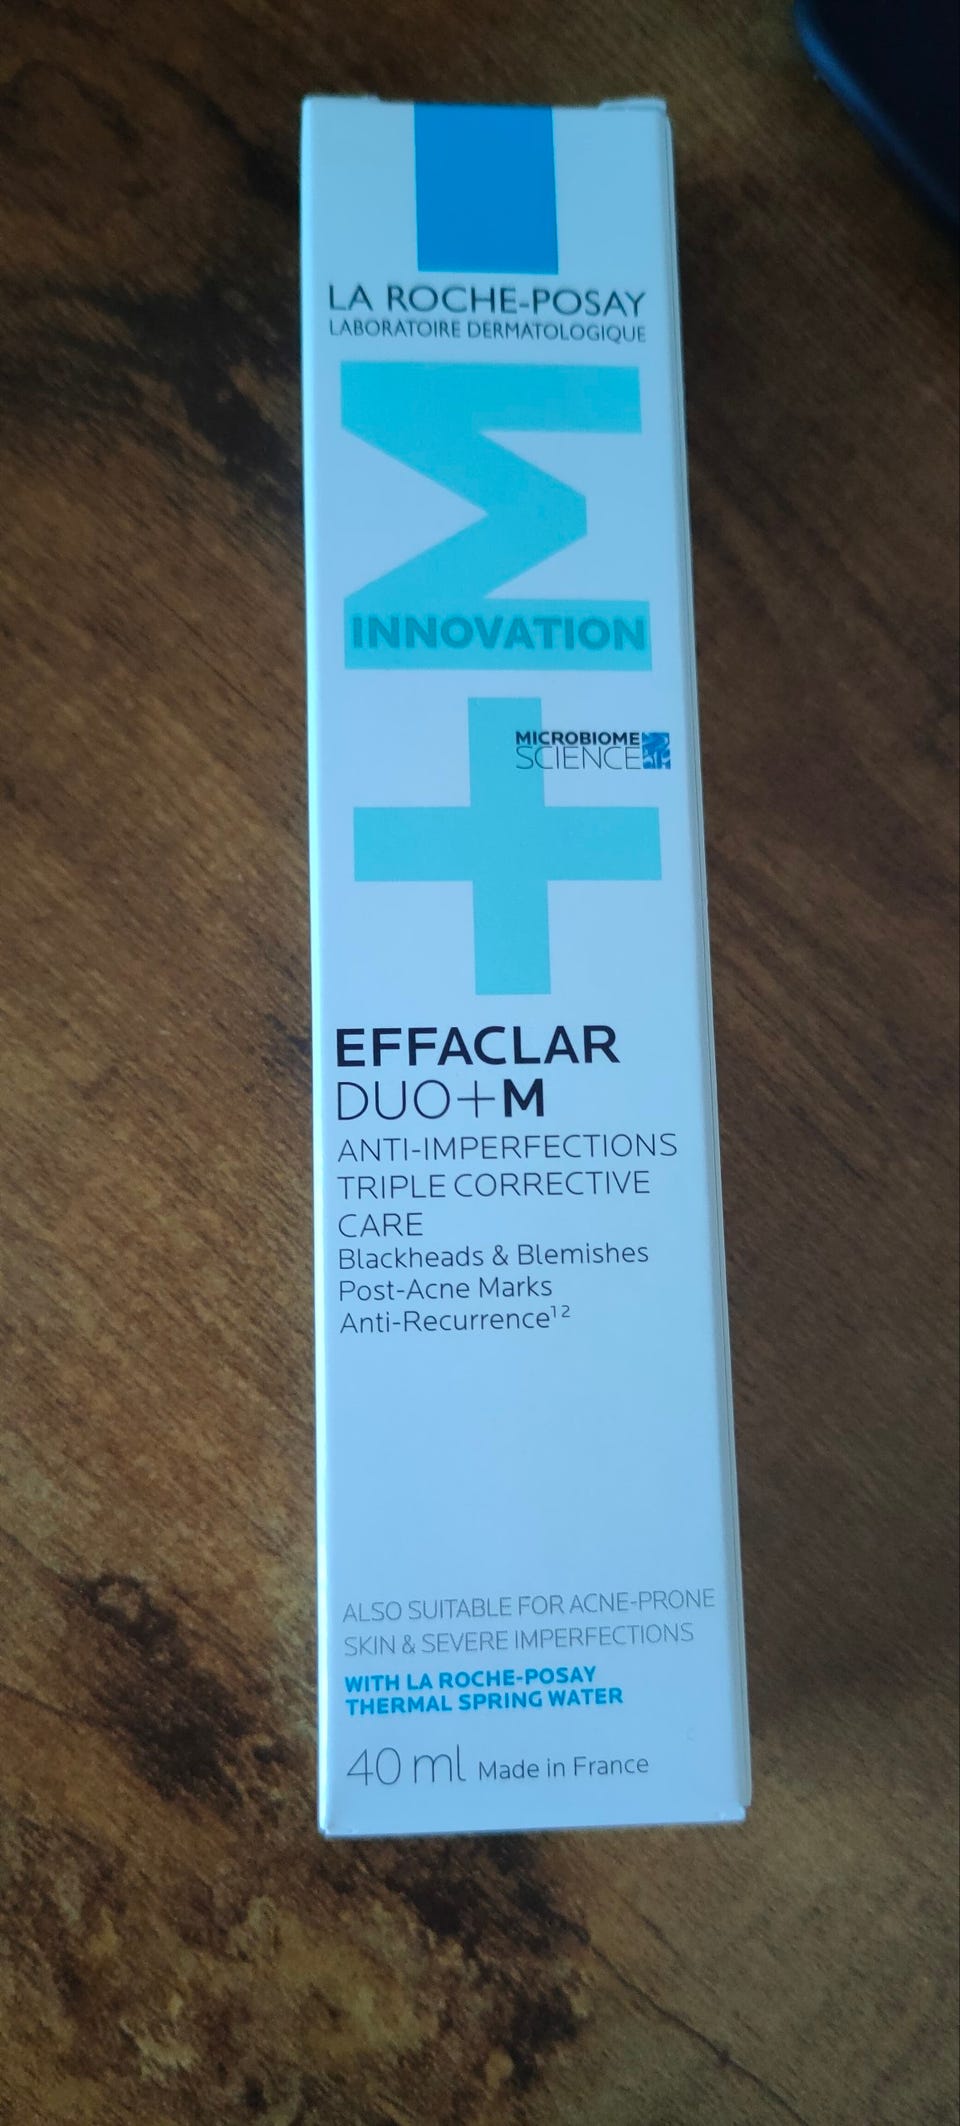 LA ROCHE-POSAY
LABORATOIRE DERMATOLOGIQUE
M
INNOVATION
+
MICROBIOME
SCIENCE
EFFACLAR
DUO+M
ANTI-IMPERFECTIONS
TRIPLE CORRECTIVE
CARE
Blackheads & Blemishes
Post-Acne Marks
Anti-Recurrence¹²
ALSO SUITABLE FOR ACNE-PRONE
SKIN & SEVERE IMPERFECTIONS
WITH LA ROCHE-POSAY
THERMAL SPRING WATER
40 ml Made in France